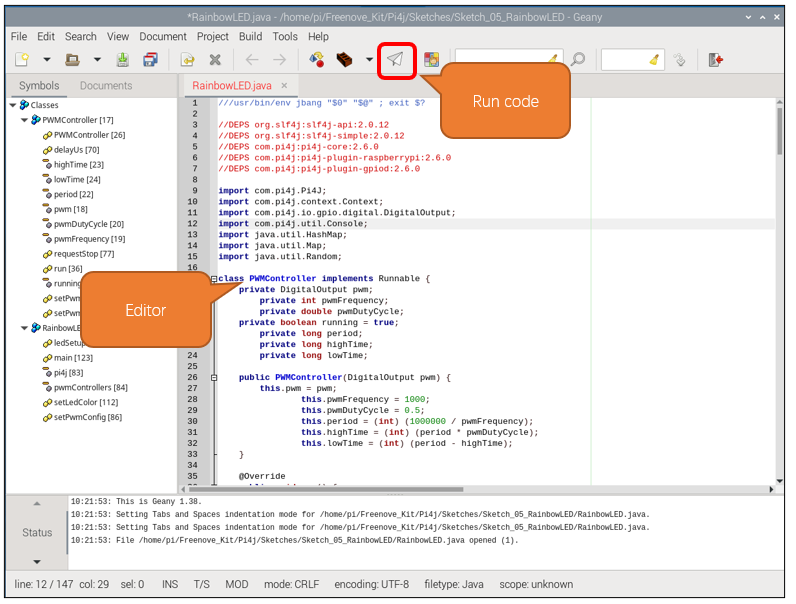 *RainbowLED.java - /home/pi/Freenove_Kit/Pi4j/Sketches/Sketch_05_RainbowLED - Geany
File Edit Search View Document Project Build Tools Help
Run code
Symbols Documents
Classes
PWMController [17]
PWMController [26]
delayUs [70]
highTime [23]
lowTime [24]
period [22]
pwm [18]
pwmDutyCycle [20]
pwmFrequency [19]
requestStop [77]
run [36]
running
setPwm
setPwm
RainbowLE
ledSetup
main [123]
pi4j [83]
pwmControllers [84]
setLedColor [112]
setPwmConfig [86]
Editor
RainbowLED.java
1 ///usr/bin/env jbang "$0" "$@" ; exit $?
2
3 //DEPS org.slf4j:slf4j-api:2.0.12
4 //DEPS org.slf4j:slf4j-simple:2.0.12
5 //DEPS com.pi4j:pi4j-core:2.6.0
6 //DEPS com.pi4j:pi4j-plugin-raspberrypi:2.6.0
7 //DEPS com.pi4j:pi4j-plugin-gpiod:2.6.0
8
9 import com.pi4j.Pi4J;
10 import com.pi4j.context.Context;
11 import com.pi4j.io.gpio.digital.DigitalOutput;
12 import com.pi4j.util.Console;
13 import java.util.HashMap;
14 import java.util.Map;
15 import java.util.Random;
16
class PWMController implements Runnable {
private DigitalOutput pwm;
private int pwmFrequency;
private double pwmDutyCycle;
private boolean running = true;
private long period;
private long highTime;
24 private long lowTime;
25
26 public PWMController(DigitalOutput pwm) {
27 this.pwm = pwm;
28 this.pwmFrequency = 1000;
29 this.pwmDutyCycle = 0.5;
30 this.period = (int) (1000000 / pwmFrequency);
31 this.highTime = (int) (period * pwmDutyCycle);
32 this.lowTime = (int) (period - highTime);
33 }
34
35 @Override
Status
10:21:53: This is Geany 1.38.
10:21:53: Setting Tabs and Spaces indentation mode for /home/pi/Freenove_Kit/Pi4j/Sketches/Sketch_05_RainbowLED/RainbowLED.java.
10:21:53: Setting Tabs and Spaces indentation mode for /home/pi/Freenove_Kit/Pi4j/Sketches/Sketch_05_RainbowLED/RainbowLED.java.
10:21:53: File /home/pi/Freenove_Kit/Pi4j/Sketches/Sketch_05_RainbowLED/RainbowLED.java opened (1).
line: 12 / 147 col: 29 sel: 0 INS T/S MOD mode: CRLF encoding: UTF-8 filetype: Java scope: unknown